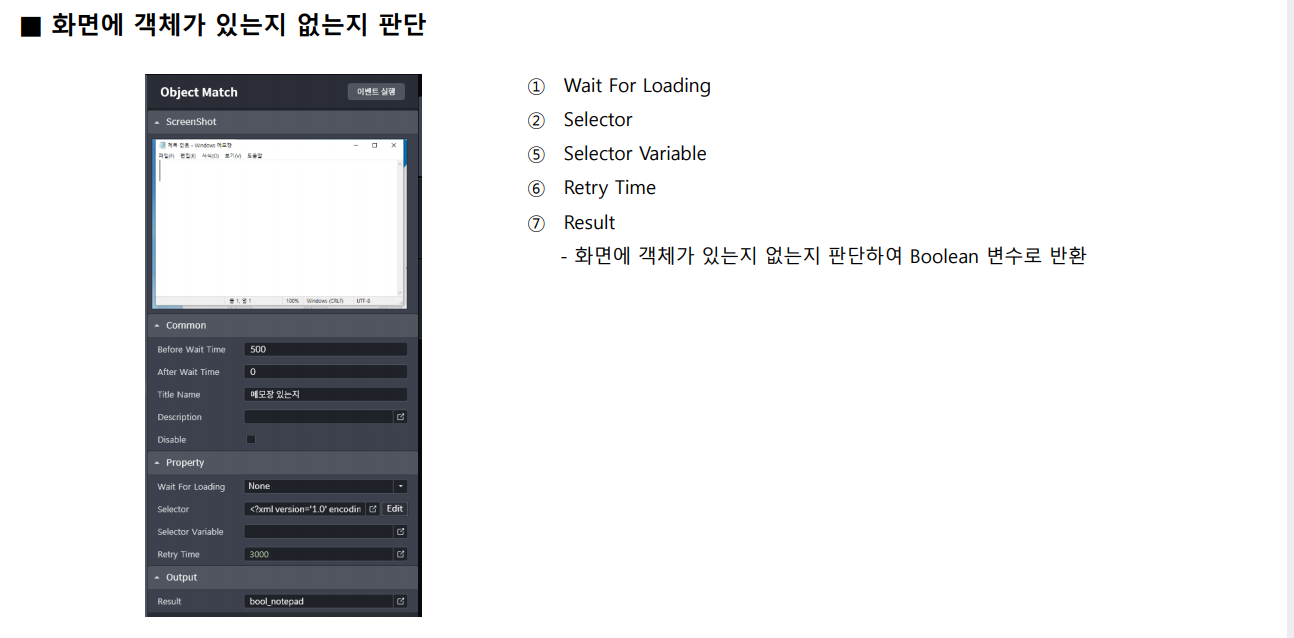 ■ 화면에 객체가 있는지 없는지 판단
Object Match
이벤트 실행
ScreenShot
제목 없음 - Windows 메모장
파일(F) 편집(E) 서식(O) 보기(V) 도움말
줄 1, 열 1 100% Windows (CRLF) UTF-8
Common
Before Wait Time 500
After Wait Time 0
Title Name 메모장 있는지
Description
Disable
Property
Wait For Loading None
Selector <?xml version='1.0' encodin Edit
Selector Variable
Retry Time 3000
Output
Result bool_notepad
① Wait For Loading
② Selector
⑤ Selector Variable
⑥ Retry Time
⑦ Result
- 화면에 객체가 있는지 없는지 판단하여 Boolean 변수로 반환